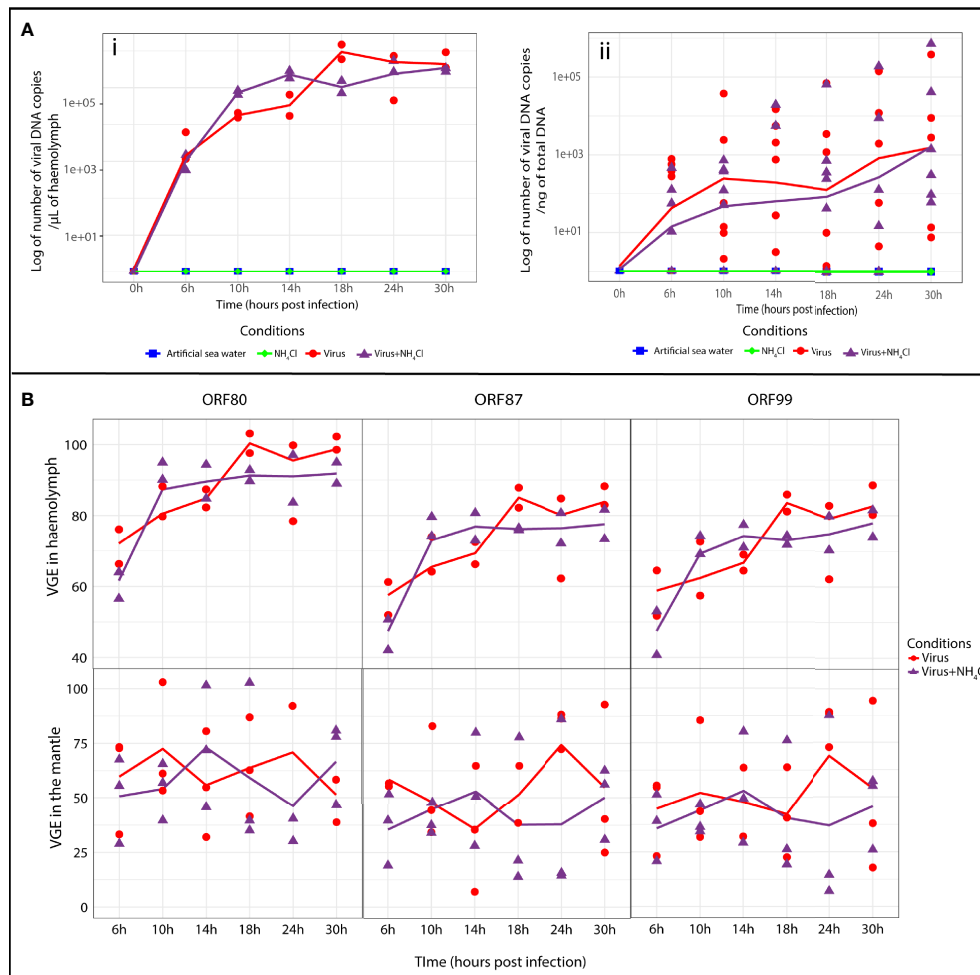 A
i
ii
Log of number of viral DNA copies
/µL of haemolymph
1e+05
1e+03
1e+01
0h 6h 10h 14h 18h 24h 30h
Time (hours post infection)
Conditions
Artificial sea water NH4Cl Virus Virus+NH4Cl
Log of number of viral DNA copies
/ng of total DNA
1e+05
1e+03
1e+01
0h 6h 10h 14h 18h 24h 30h
Time (hours post infection)
Conditions
Artificial sea water NH4Cl Virus Virus+NH4Cl
B
ORF80 ORF87 ORF99
VGE in haemolymph
100
80
60
40
VGE in the mantle
100
75
50
25
0
6h 10h 14h 18h 24h 30h 6h 10h 14h 18h 24h 30h 6h 10h 14h 18h 24h 30h
TIme (hours post infection)
Conditions
Virus
Virus+NH4C